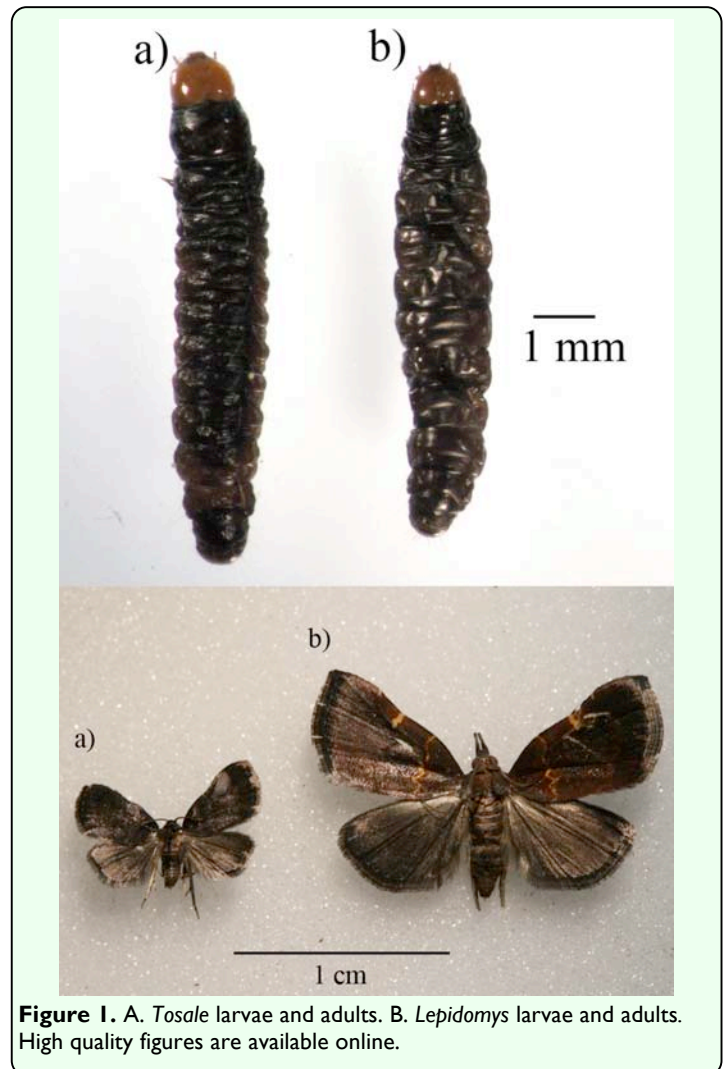 a)
b)
1 mm
b)
a)
1 cm
Figure 1. A. Tosale larvae and adults. B. Lepidomys larvae and adults.
High quality figures are available online.